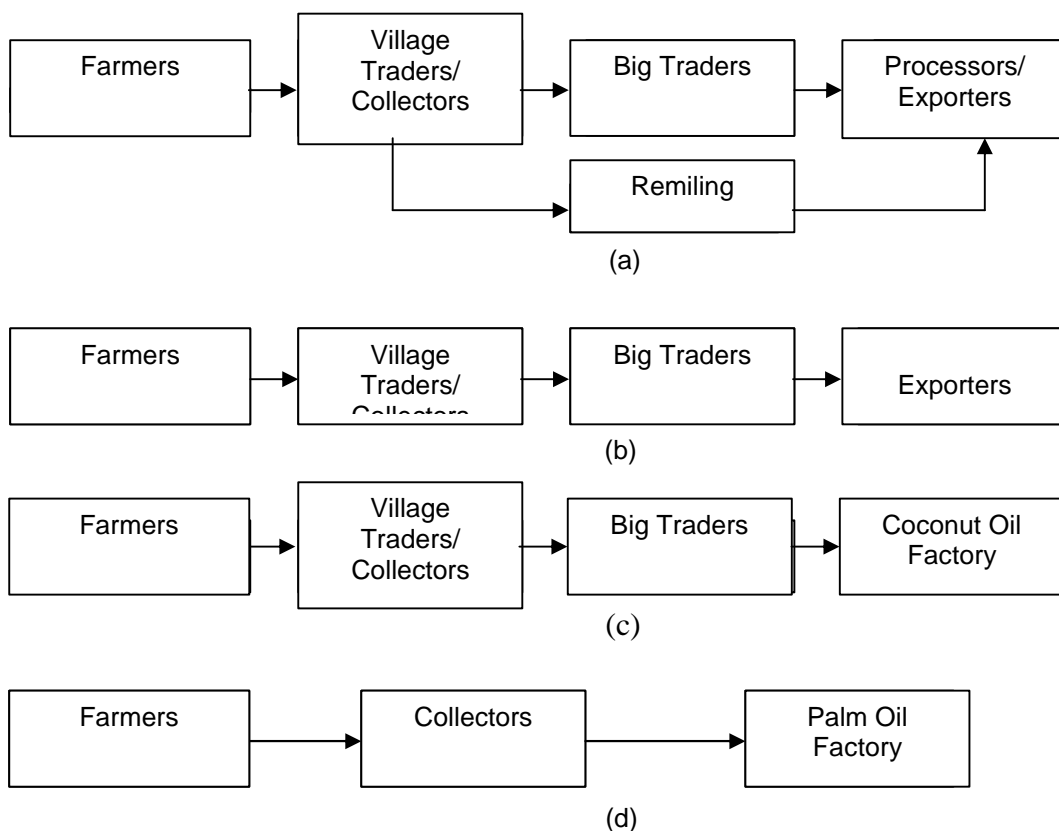 Farmers
Village
Traders/
Collectors
Big Traders
Processors/
Exporters
Remiling
(a)
Farmers
Village
Traders/
Collectors
Big Traders
Exporters
(b)
Farmers
Village
Traders/
Collectors
Big Traders
Coconut Oil
Factory
(c)
Farmers
Collectors
Palm Oil
Factory
(d)